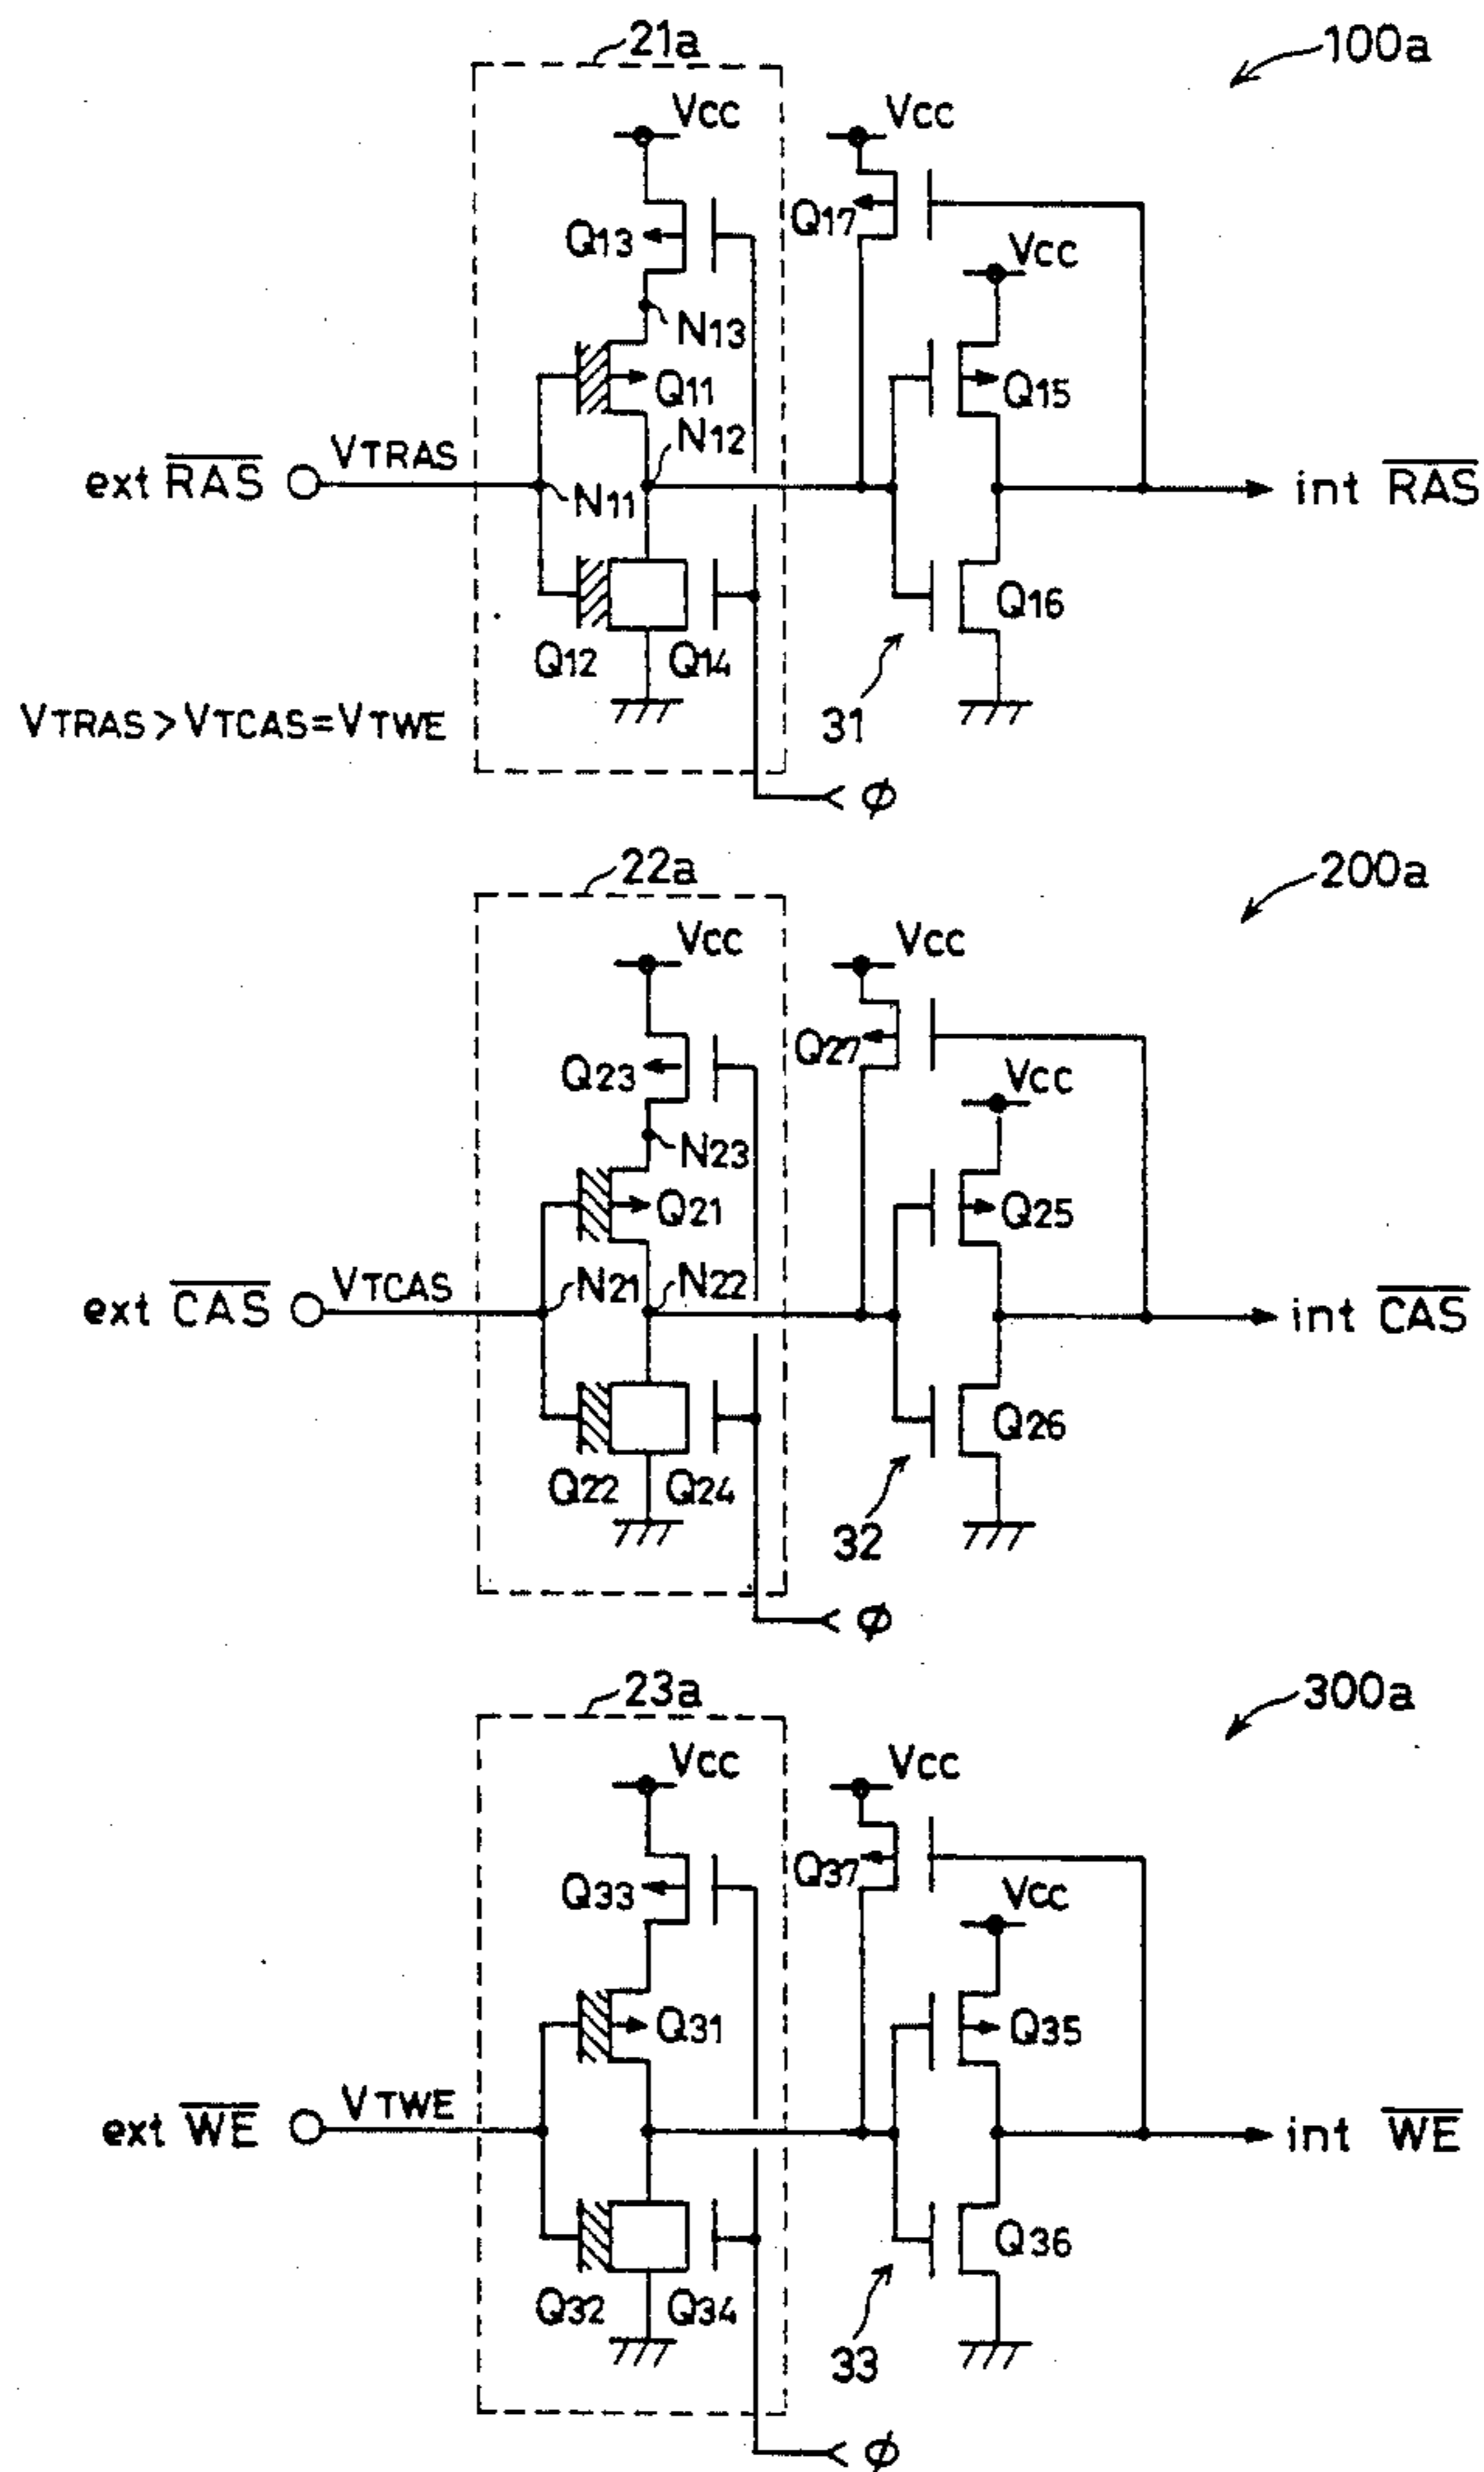 21a
100a
Vcc
Vcc
Q13
Q17
Vcc
N13
Q11
Q15
N12
ext RAS
VTRAS
N11
int RAS
Q12
Q14
Q16
31
VTRAS>VTCAS=VTWE
φ
22a
200a
Vcc
Vcc
Q23
Q27
Vcc
N23
Q21
Q25
ext CAS
VTCAS
N21
N22
int CAS
Q22
Q24
Q26
32
φ
23a
300a
Vcc
Vcc
Q33
Q37
Vcc
Q31
Q35
ext WE
VTWE
int WE
Q32
Q34
Q36
33
φ